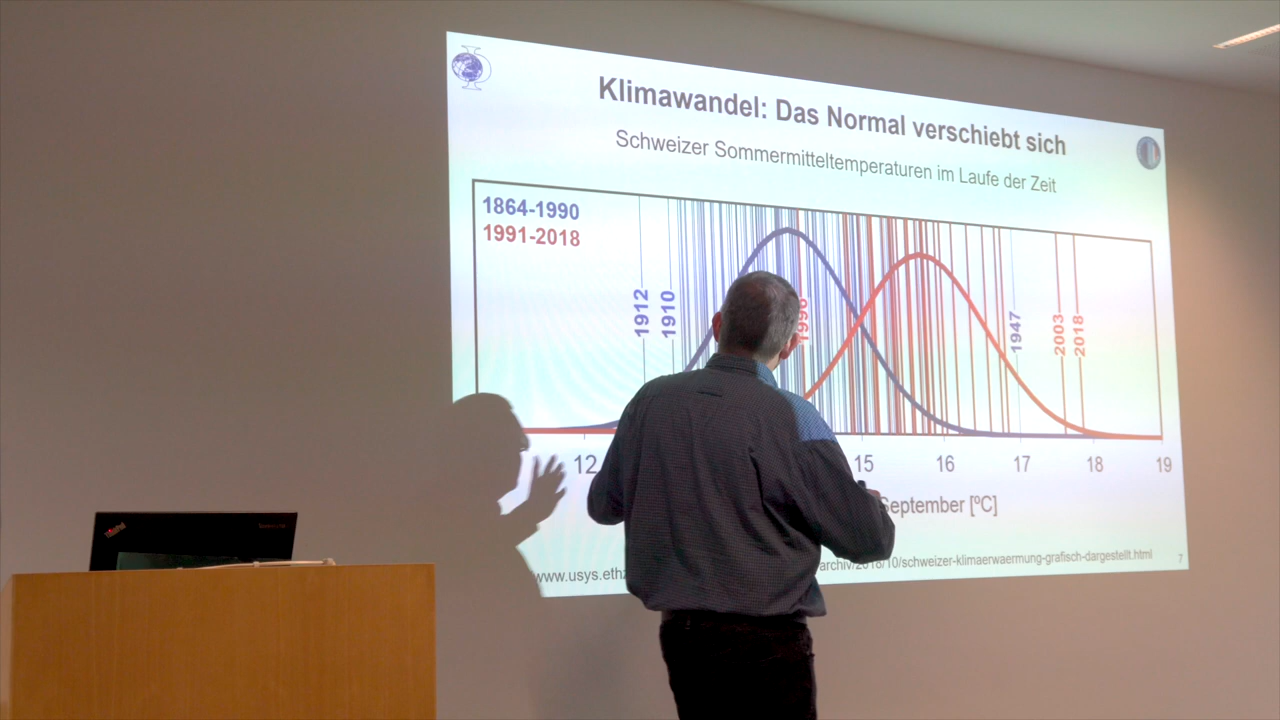 Klimawandel: Das Normal verschiebt sich
Schweizer Sommermitteltemperaturen im Laufe der Zeit
1864-1990
1991-2018
1912
1910
1996
1947
2003
2018
12
15
16
17
18
19
September [ºC]
www.usys.ethz
archiv/2018/10/schweizer-klimaerwaermung-grafisch-dargestellt.html
7
ThinkPad